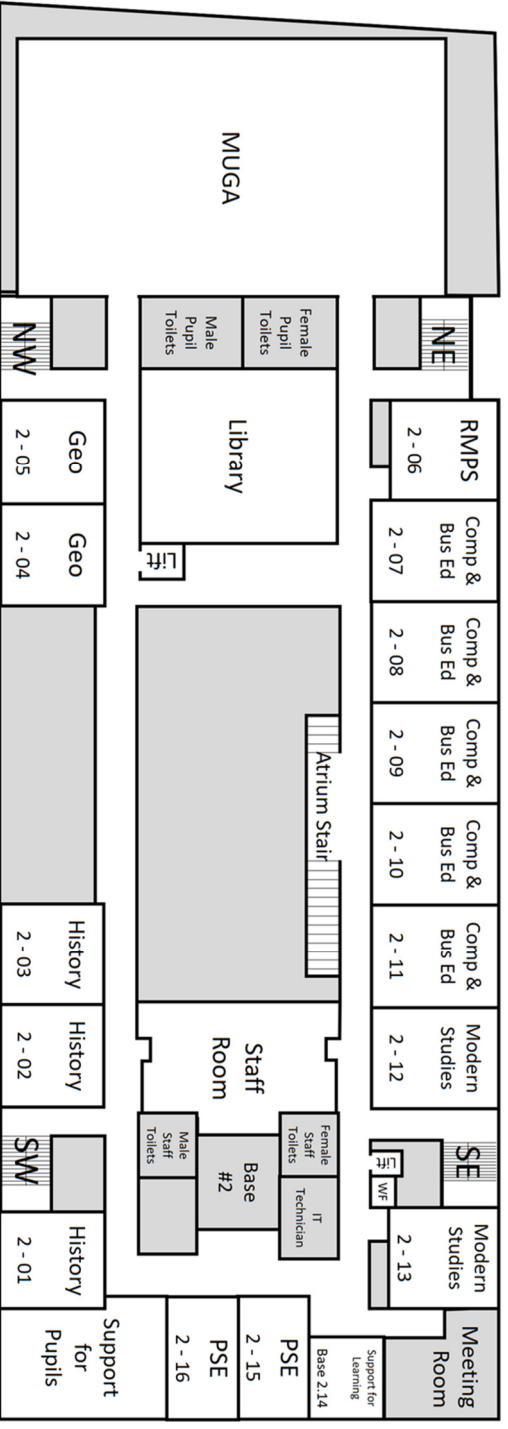 MUGA
NE
NW
Female
Pupil
Toilets
Male
Pupil
Toilets
Library
Lift
RMPS
2 - 06
Comp &
Bus Ed
2 - 07
Comp &
Bus Ed
2 - 08
Comp &
Bus Ed
2 - 09
Comp &
Bus Ed
2 - 10
Comp &
Bus Ed
2 - 11
Modern
Studies
2 - 12
Geo
2 - 05
Geo
2 - 04
Atrium Stair
History
2 - 03
History
2 - 02
Staff
Room
Female
Staff
Toilets
Male
Staff
Toilets
Base
#2
IT
Technician
SE
Lift
WF
SW
Modern
Studies
2 - 13
History
2 - 01
Meeting
Room
Support for
Learning
Base 2.14
PSE
2 - 15
PSE
2 - 16
Support
for
Pupils